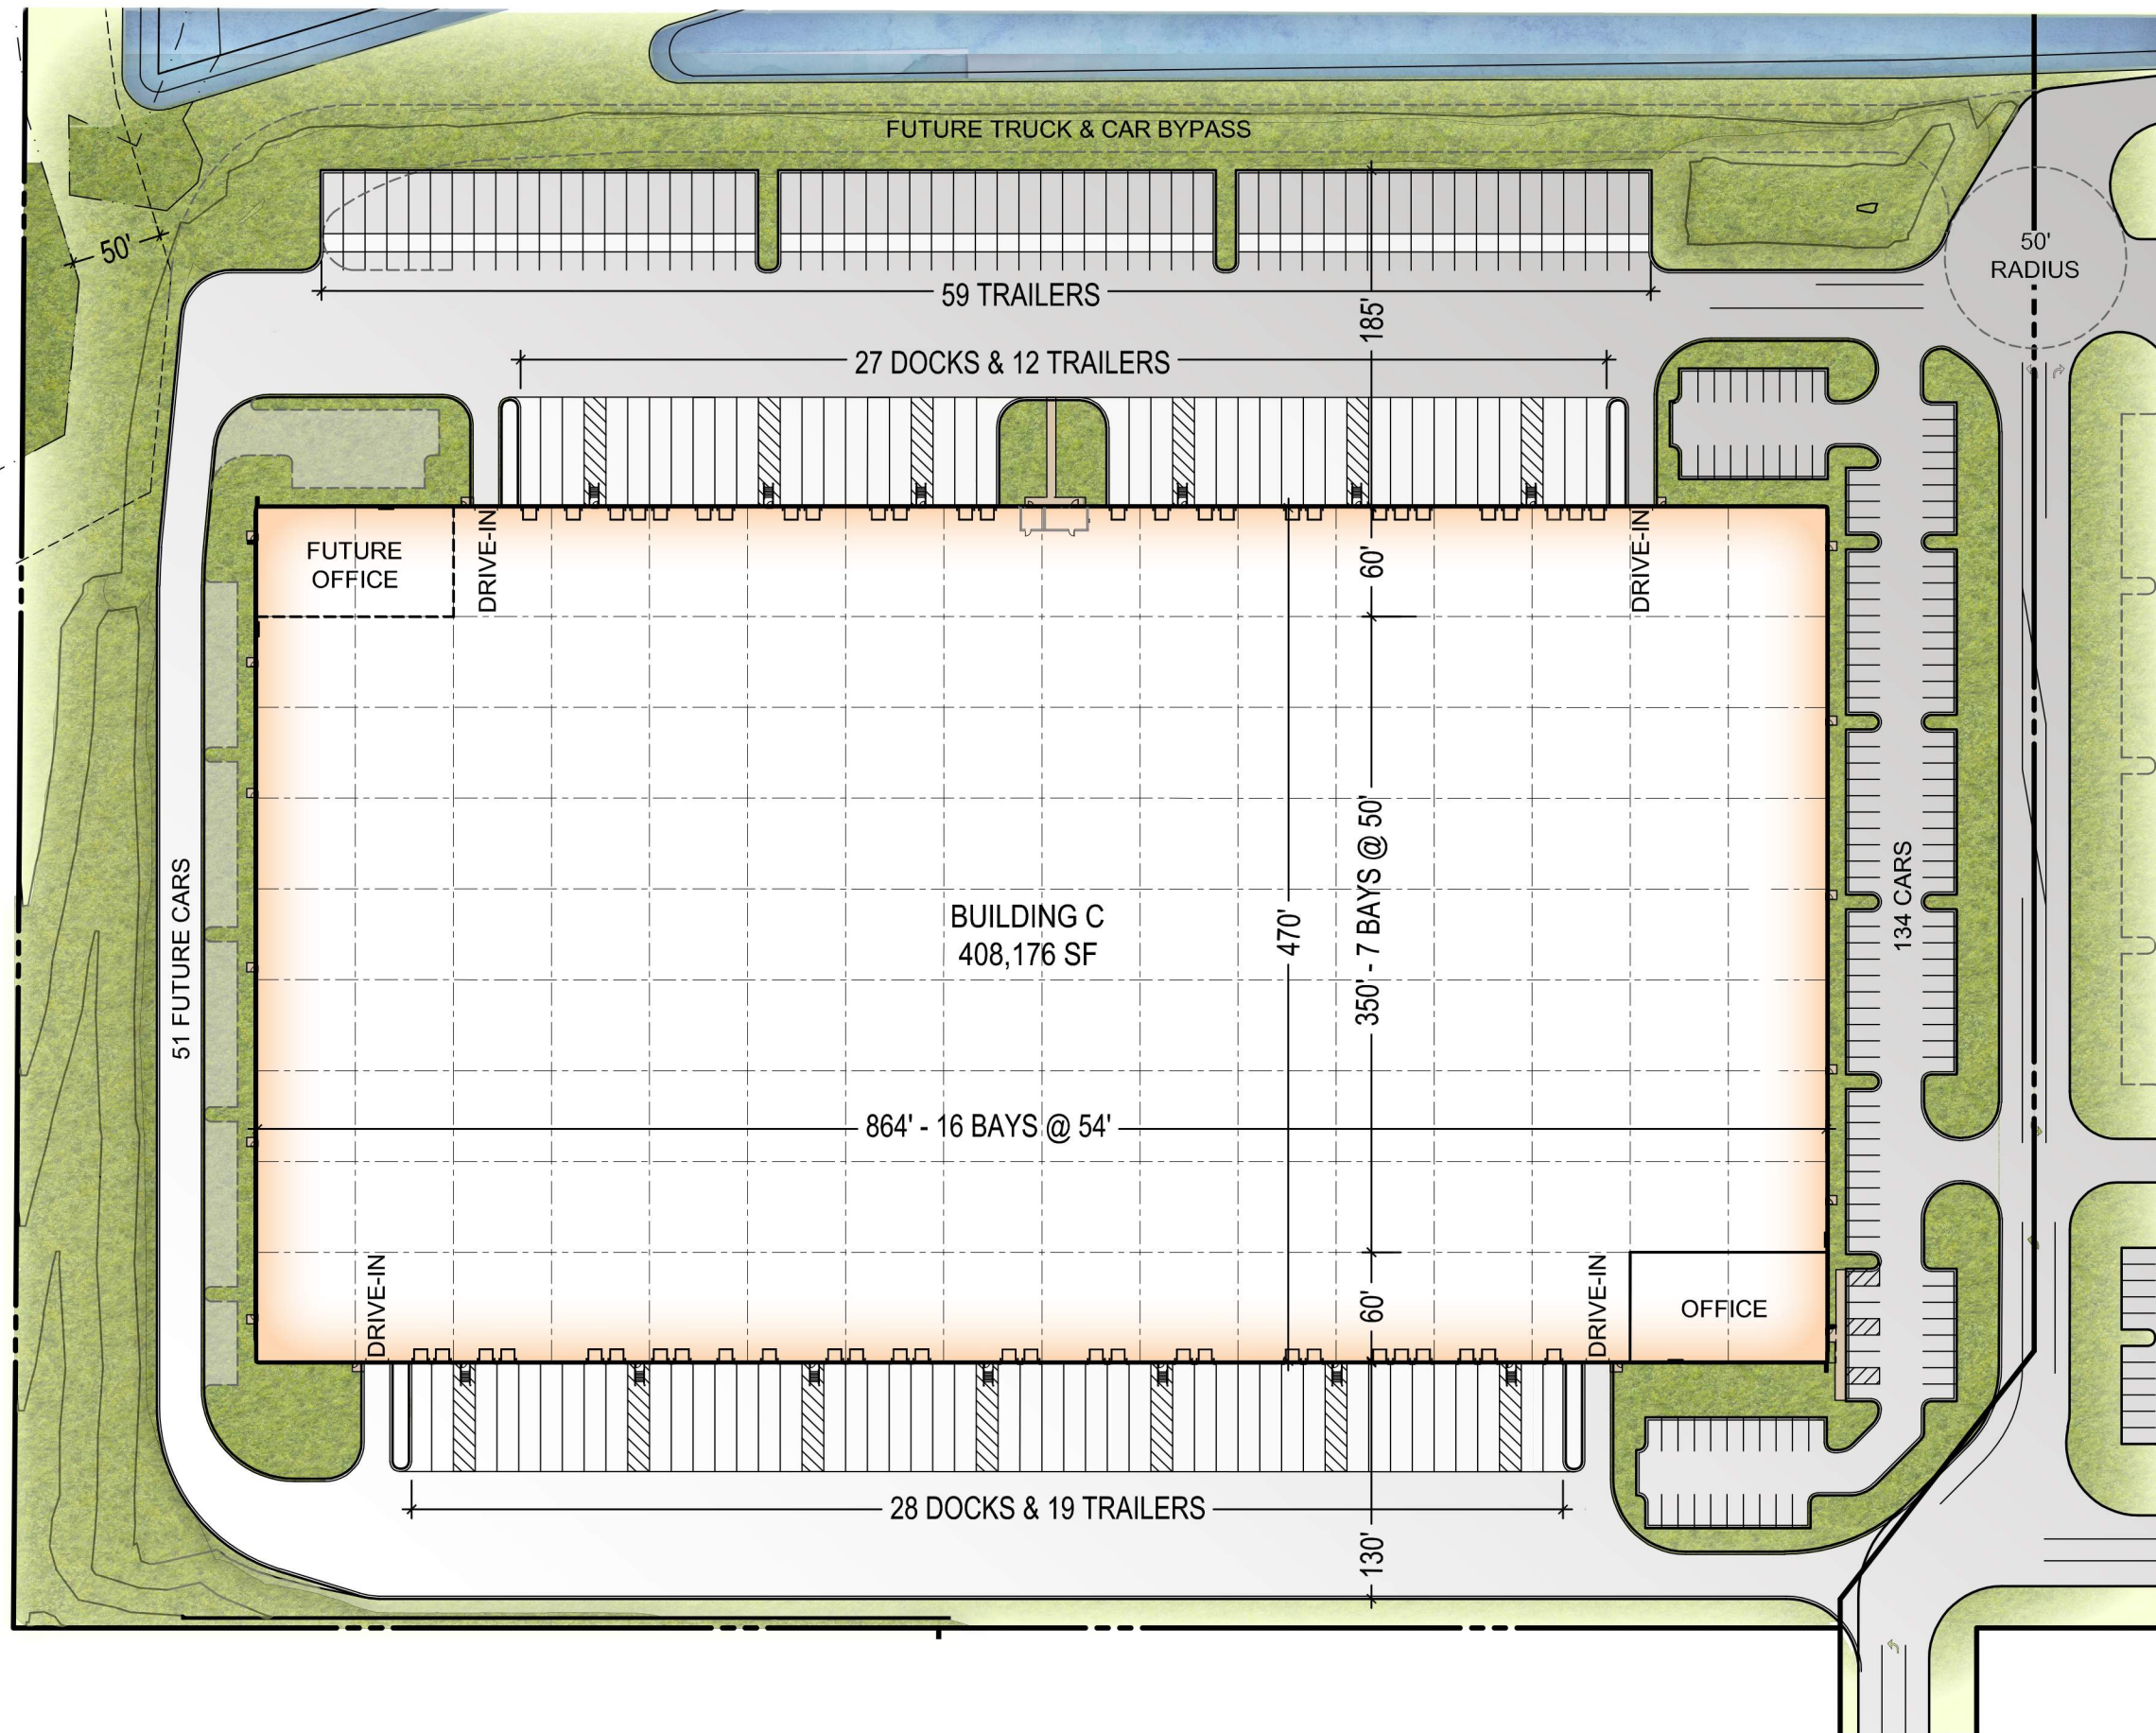 FUTURE TRUCK & CAR BYPASS
50'
50'
RADIUS
59 TRAILERS
185'
27 DOCKS & 12 TRAILERS
FUTURE
OFFICE
DRIVE-IN
60'
DRIVE-IN
51 FUTURE CARS
BUILDING C
408,176 SF
470'
350' - 7 BAYS @ 50'
134 CARS
864' - 16 BAYS @ 54'
DRIVE-IN
60'
DRIVE-IN
OFFICE
28 DOCKS & 19 TRAILERS
130'